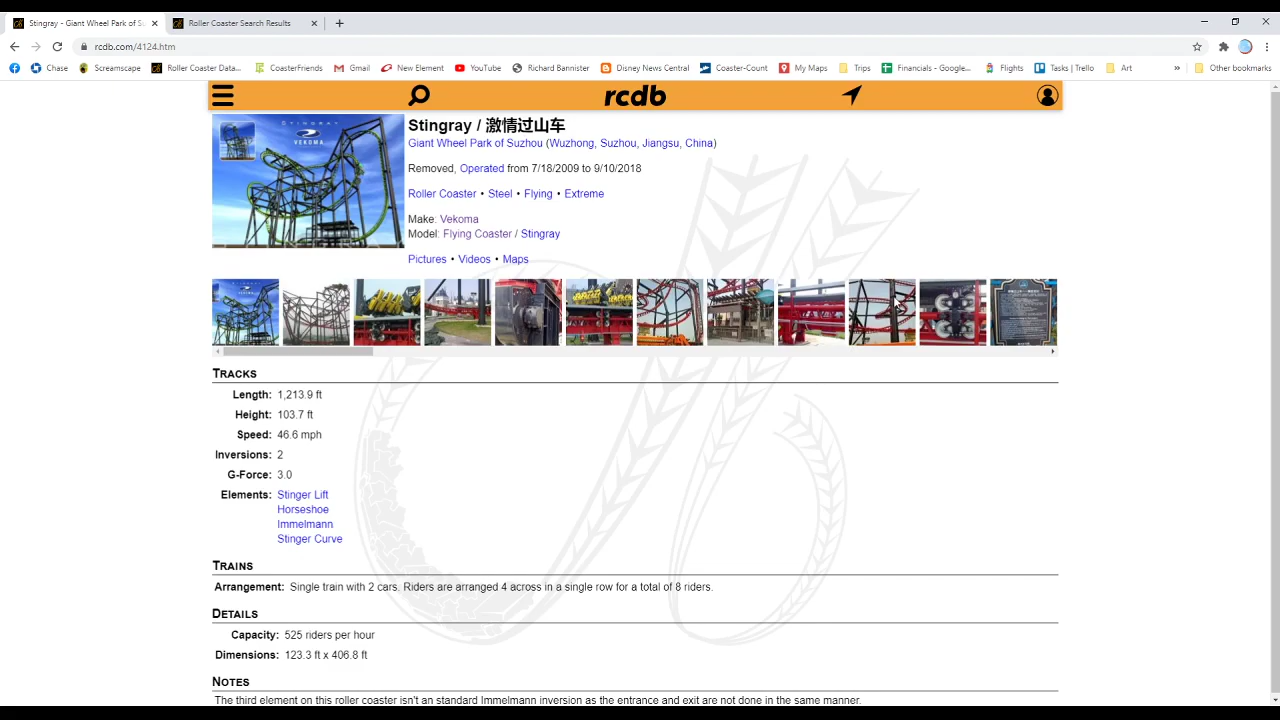 Stingray - Giant Wheel Park of Su
Roller Coaster Search Results
rcdb.com/4124.htm
Chase
Screamscape
Roller Coaster Data...
CoasterFriends
Gmail
New Element
YouTube
Richard Bannister
Disney News Central
Coaster-Count
My Maps
Trips
Financials - Google...
Flights
Tasks | Trello
Art
»
Other bookmarks
rcdb
STINGRAY
VEKOMA
Stingray / 激情过山车
Giant Wheel Park of Suzhou (Wuzhong, Suzhou, Jiangsu, China)
Removed, Operated from 7/18/2009 to 9/10/2018
Roller Coaster • Steel • Flying • Extreme
Make: Vekoma
Model: Flying Coaster / Stingray
Pictures • Videos • Maps
TRACKS
Length: 1,213.9 ft
Height: 103.7 ft
Speed: 46.6 mph
Inversions: 2
G-Force: 3.0
Elements: Stinger Lift
Horseshoe
Immelmann
Stinger Curve
TRAINS
Arrangement: Single train with 2 cars. Riders are arranged 4 across in a single row for a total of 8 riders.
DETAILS
Capacity: 525 riders per hour
Dimensions: 123.3 ft x 406.8 ft
NOTES
The third element on this roller coaster isn't an standard Immelmann inversion as the entrance and exit are not done in the same manner.